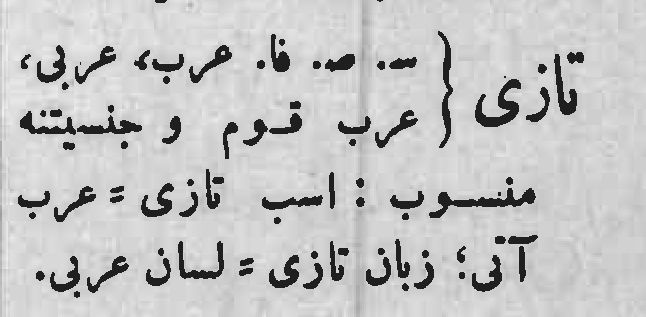 تازی { س. ص. فا. عرب، عربی،
عرب قوم و جنسیتنه
منسوب : اسب تازی = عرب
آتی؛ زبان تازی = لسان عربی.